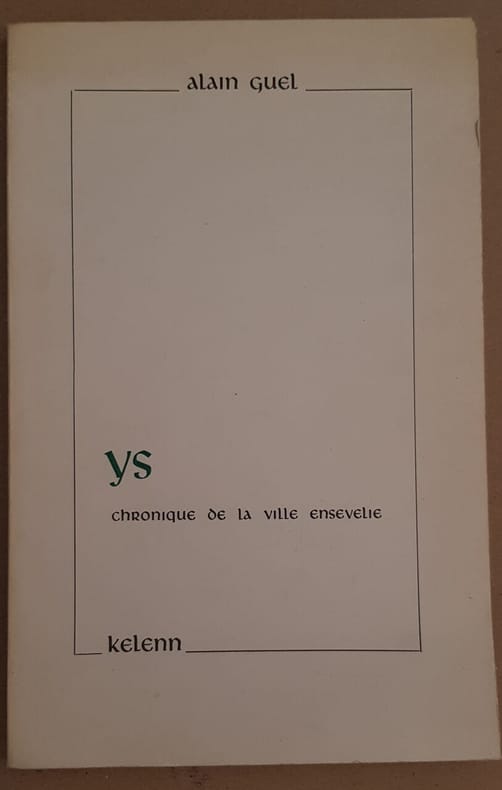 alain guel
ys
chronique de la ville ensevelie
kelenn